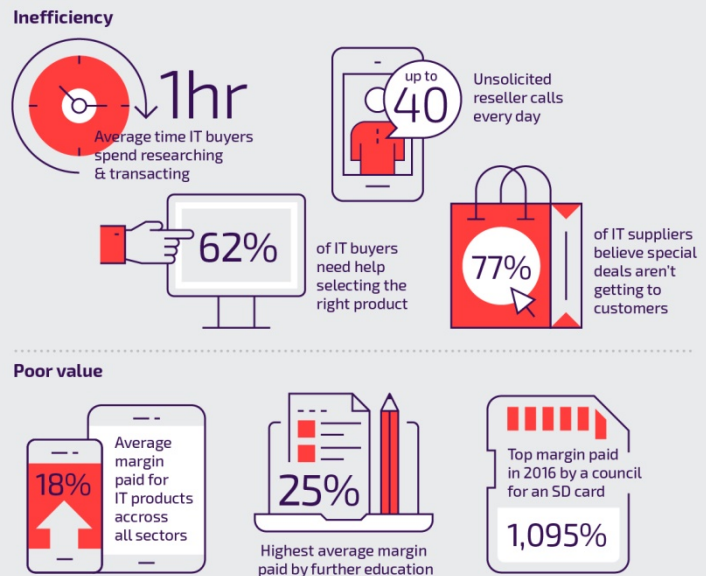 Inefficiency
1hr
Average time IT buyers
spend researching
& transacting
up to
40
Unsolicited
reseller calls
every day
62%
of IT buyers
need help
selecting the
right product
77%
of IT suppliers
believe special
deals aren't
getting to
customers
Poor value
18%
Average
margin
paid for
IT products
accross
all sectors
25%
Highest average margin
paid by further education
Top margin paid
in 2016 by a council
for an SD card
1,095%